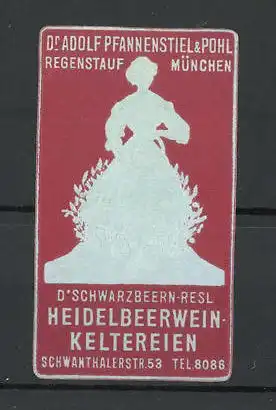 Dr ADOLF PFANNENSTIEL & POHL
REGENSTAUF MÜNCHEN
D'SCHWARZBEERN-RESL
HEIDELBEERWEIN-
KELTEREIEN
SCHWANTHALERSTR. 53 TEL. 8086